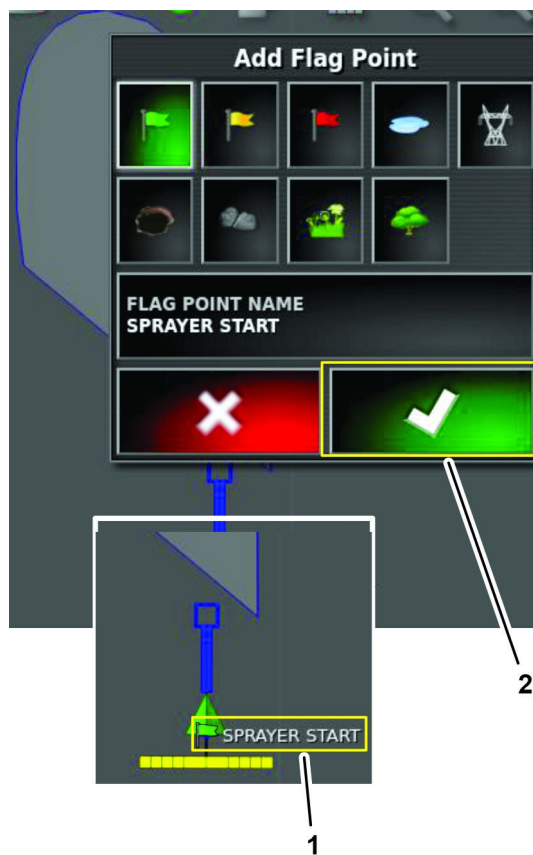 Add Flag Point
FLAG POINT NAME
SPRAYER START
2
SPRAYER START
1